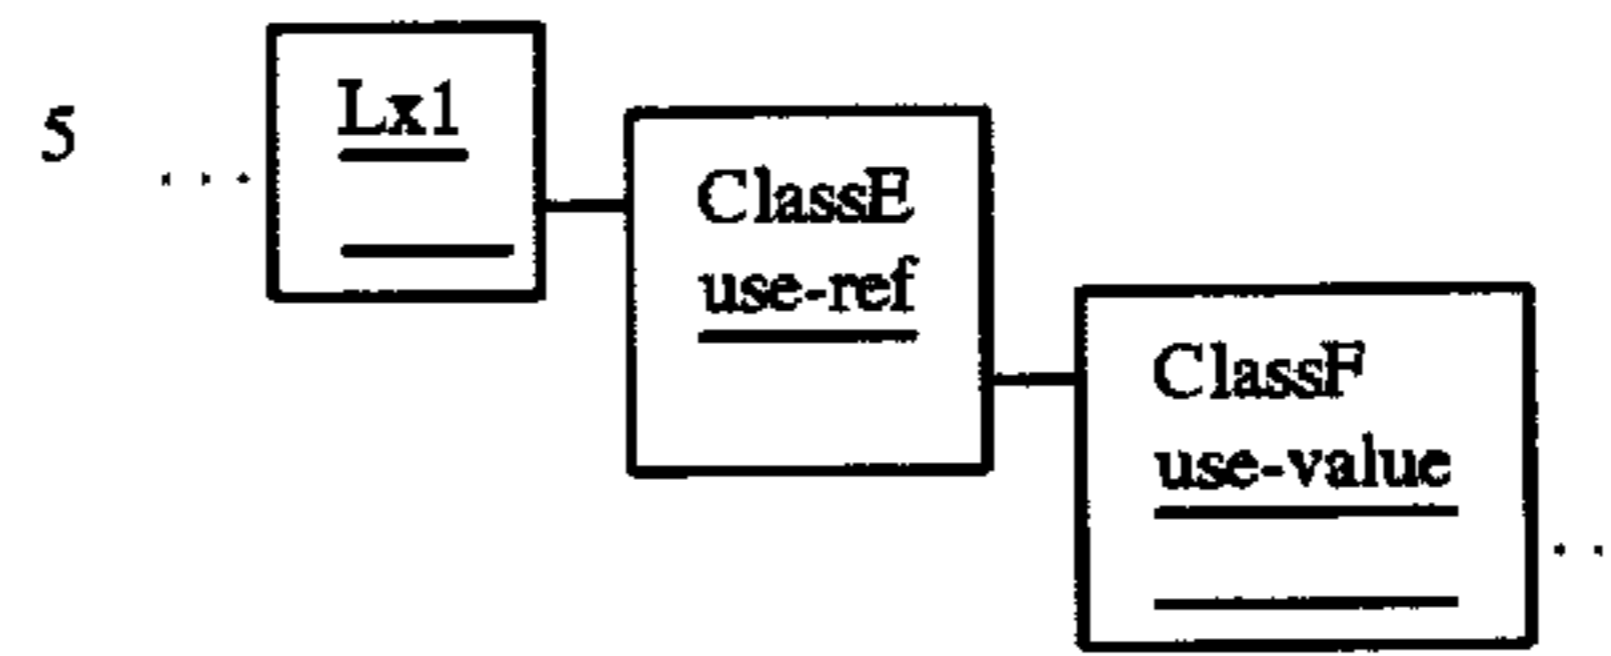 5
...
Lx1
ClassE
use-ref
ClassF
use-value
..